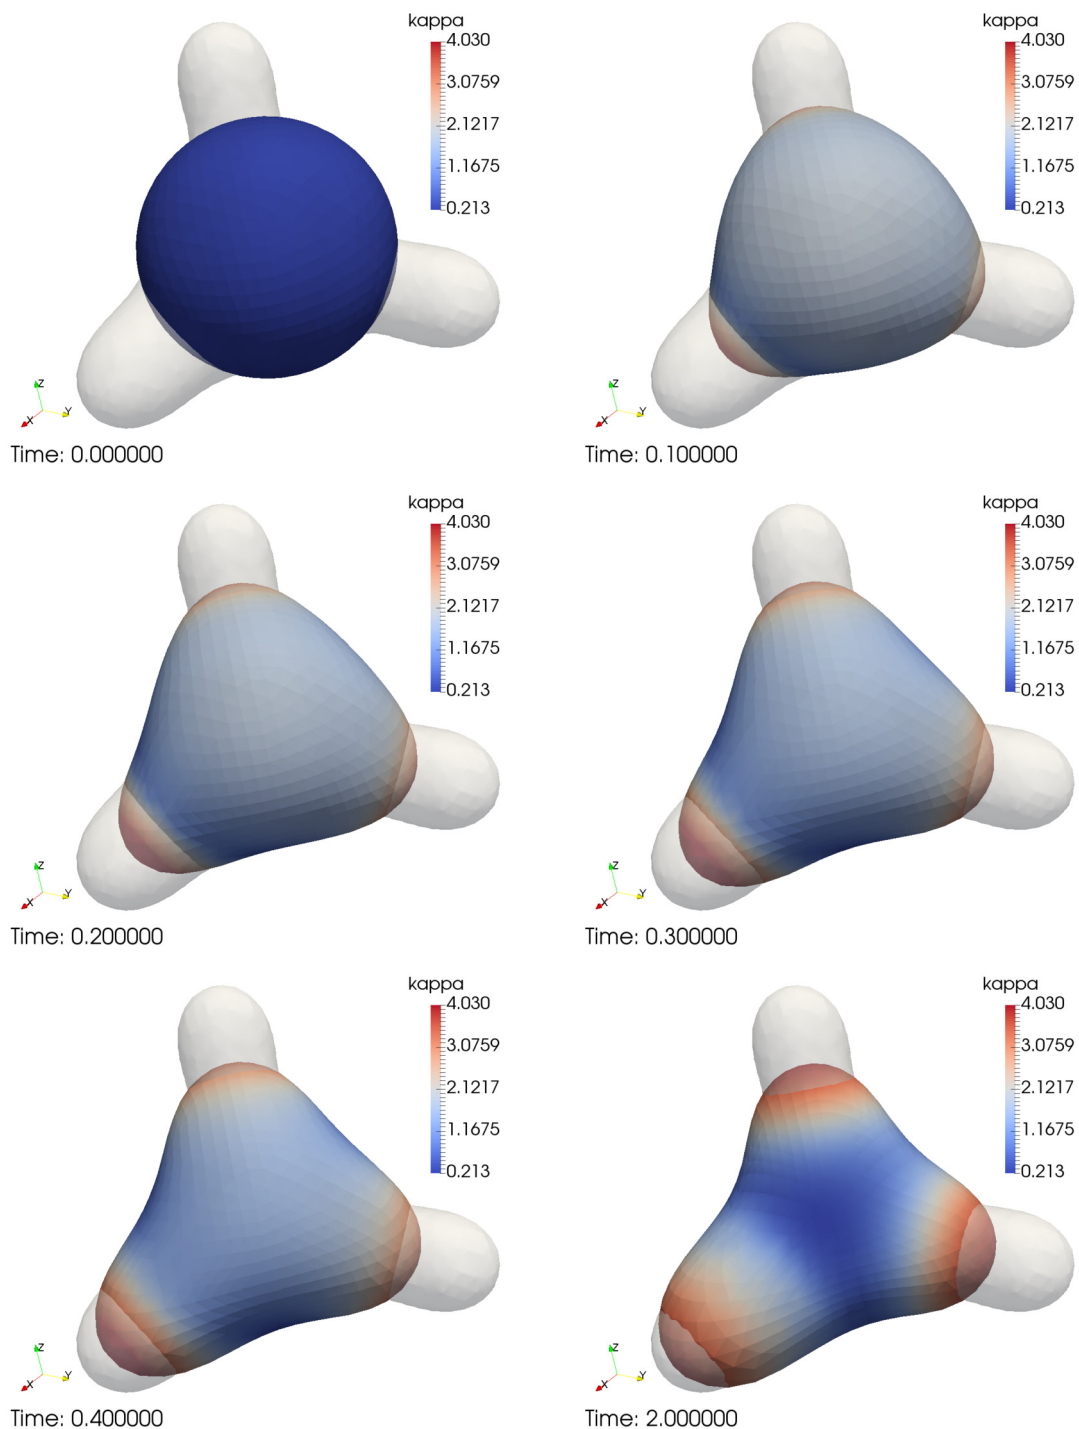 kappa
4.030
3.0759
2.1217
1.1675
0.213
Z
X
Y
Time: 0.000000
kappa
4.030
3.0759
2.1217
1.1675
0.213
Z
X
Y
Time: 0.100000
kappa
4.030
3.0759
2.1217
1.1675
0.213
Z
X
Y
Time: 0.200000
kappa
4.030
3.0759
2.1217
1.1675
0.213
Z
X
Y
Time: 0.300000
kappa
4.030
3.0759
2.1217
1.1675
0.213
Z
X
Y
Time: 0.400000
kappa
4.030
3.0759
2.1217
1.1675
0.213
Z
X
Y
Time: 2.000000